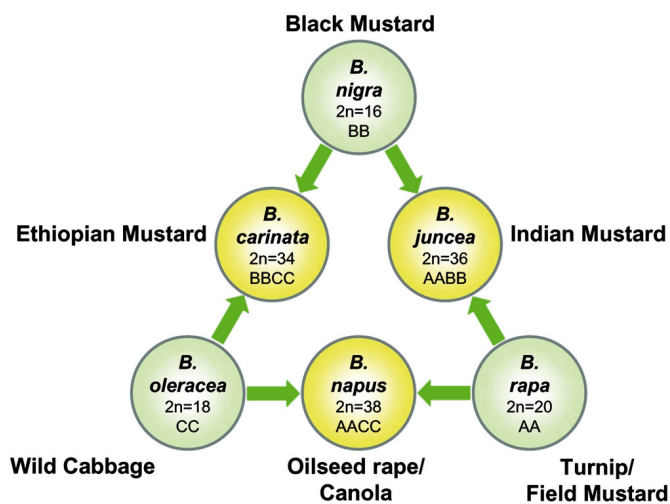 Black Mustard
B.
nigra
2n=16
BB
Ethiopian Mustard
B.
carinata
2n=34
BBCC
B.
juncea
2n=36
AABB
Indian Mustard
B.
oleracea
2n=18
CC
B.
napus
2n=38
AACC
B.
rapa
2n=20
AA
Wild Cabbage
Oilseed rape/
Canola
Turnip/
Field Mustard